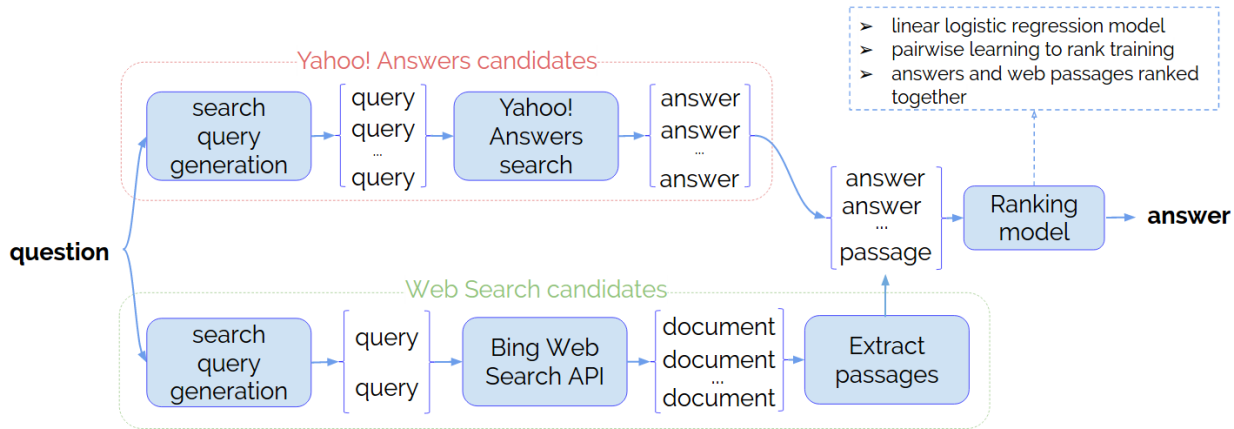 ➢ linear logistic regression model
➢ pairwise learning to rank training
➢ answers and web passages ranked
together
Yahoo! Answers candidates
search
query
generation
query
query
...
query
Yahoo!
Answers
search
answer
answer
...
answer
question
answer
answer
...
passage
Ranking
model
answer
Web Search candidates
search
query
generation
query
query
Bing Web
Search API
document
document
...
document
Extract
passages